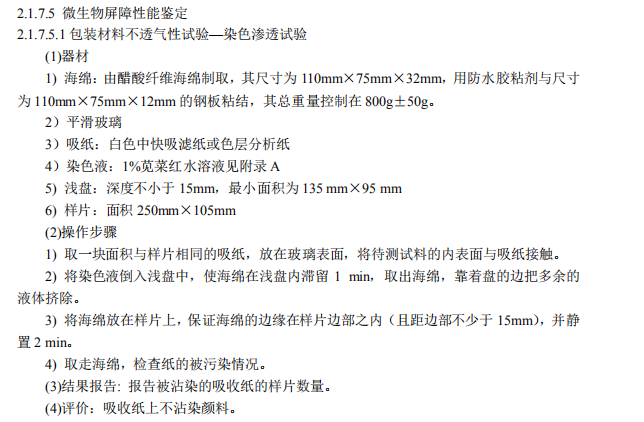 2.1.7.5 微生物屏障性能鉴定
2.1.7.5.1 包装材料不透气性试验—染色渗透试验
(1)器材
1) 海绵：由醋酸纤维海绵制取，其尺寸为 110mm×75mm×32mm，用防水胶粘剂与尺寸
为 110mm×75mm×12mm 的钢板粘结，其总重量控制在 800g±50g。
2）平滑玻璃
3）吸纸：白色中快吸滤纸或色层分析纸
4）染色液：1%苋菜红水溶液见附录 A
5) 浅盘：深度不小于 15mm，最小面积为 135 mm×95 mm
6) 样片：面积 250mm×105mm
(2)操作步骤
1) 取一块面积与样片相同的吸纸，放在玻璃表面，将待测试料的内表面与吸纸接触。
2) 将染色液倒入浅盘中，使海绵在浅盘内滞留 1 min，取出海绵，靠着盘的边把多余的
液体挤除。
3) 将海绵放在样片上，保证海绵的边缘在样片边部之内（且距边部不少于 15mm），并静
置 2 min。
4) 取走海绵，检查纸的被污染情况。
(3)结果报告: 报告被沾染的吸收纸的样片数量。
(4)评价：吸收纸上不沾染颜料。